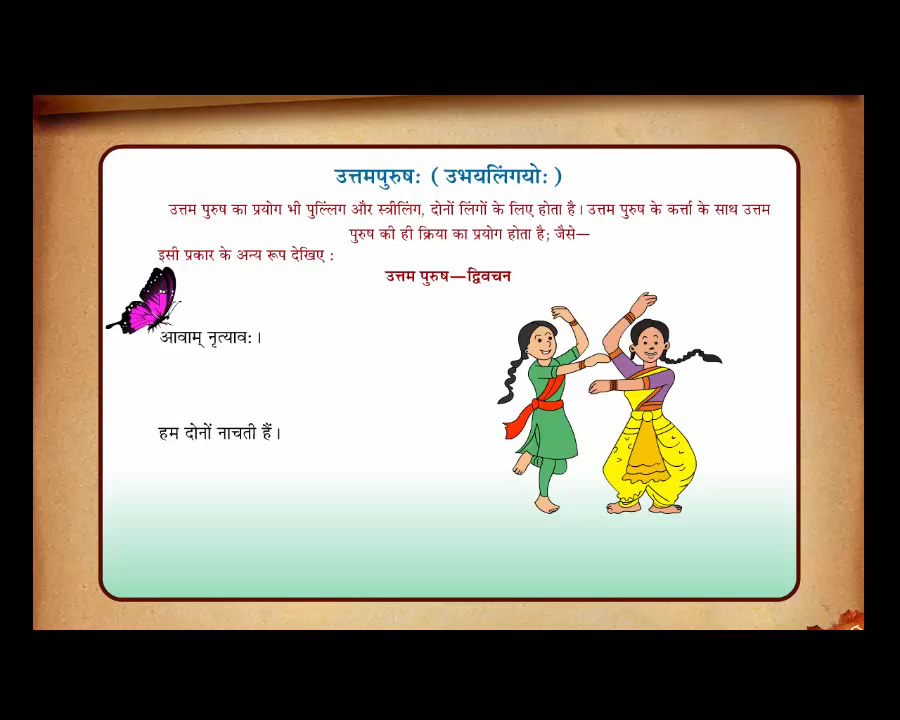 उत्तमपुरुषः ( उभयलिंगयोः )
उत्तम पुरुष का प्रयोग भी पुल्लिंग और स्त्रीलिंग, दोनों लिंगों के लिए होता है। उत्तम पुरुष के कर्त्ता के साथ उत्तम
पुरुष की ही क्रिया का प्रयोग होता है; जैसे—
इसी प्रकार के अन्य रूप देखिए :
उत्तम पुरुष—द्विवचन
आवाम् नृत्यावः।
हम दोनों नाचती हैं।